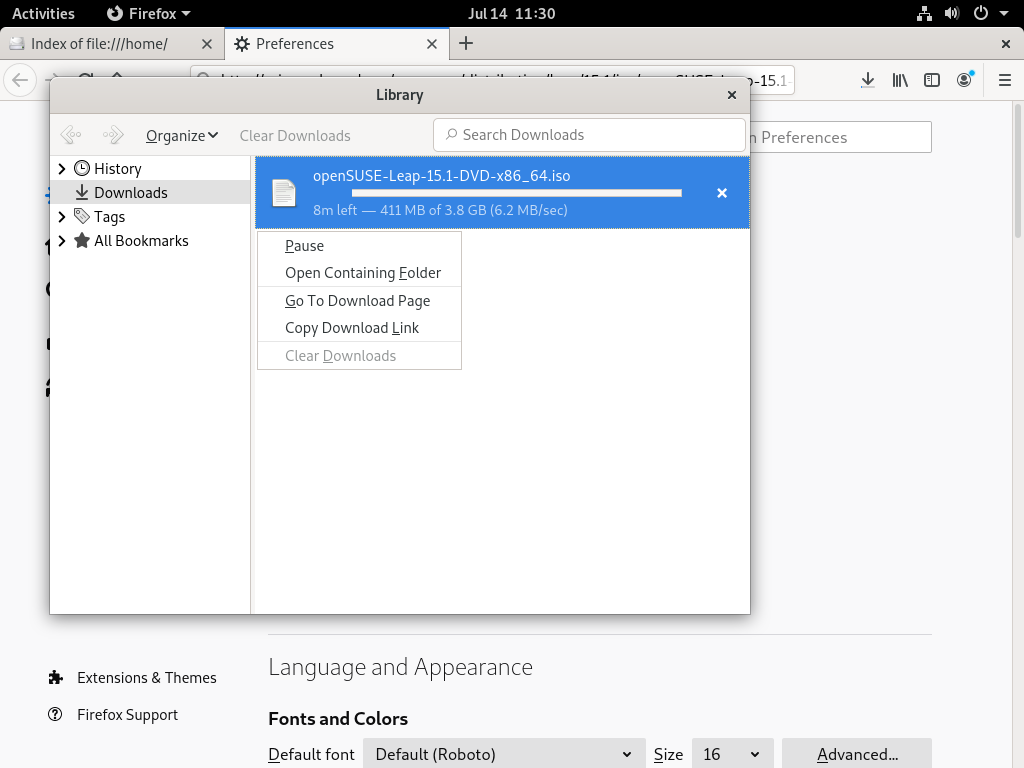 Activities
Firefox
Jul 14 11:30
Index of file:///home/
Preferences
Library
Organize
Clear Downloads
Search Downloads
Preferences
History
Downloads
Tags
All Bookmarks
openSUSE-Leap-15.1-DVD-x86_64.iso
8m left — 411 MB of 3.8 GB (6.2 MB/sec)
Pause
Open Containing Folder
Go To Download Page
Copy Download Link
Clear Downloads
Extensions & Themes
Firefox Support
Language and Appearance
Fonts and Colors
Default font
Default (Roboto)
Size
16
Advanced...